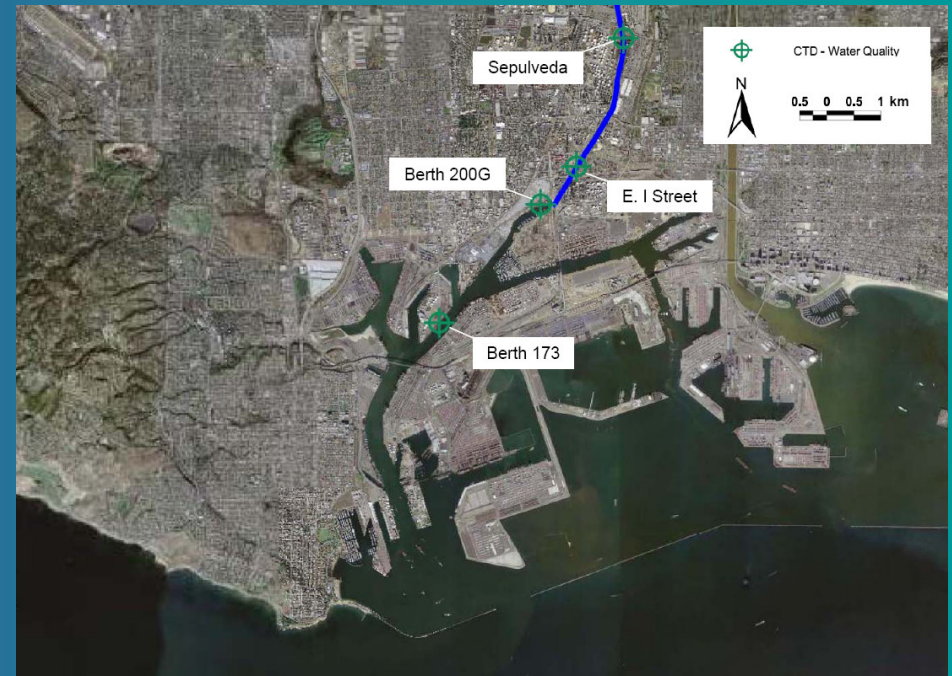 Sepulveda
CTD - Water Quality
N
0.5 0 0.5 1 km
Berth 200G
E. I Street
Berth 173